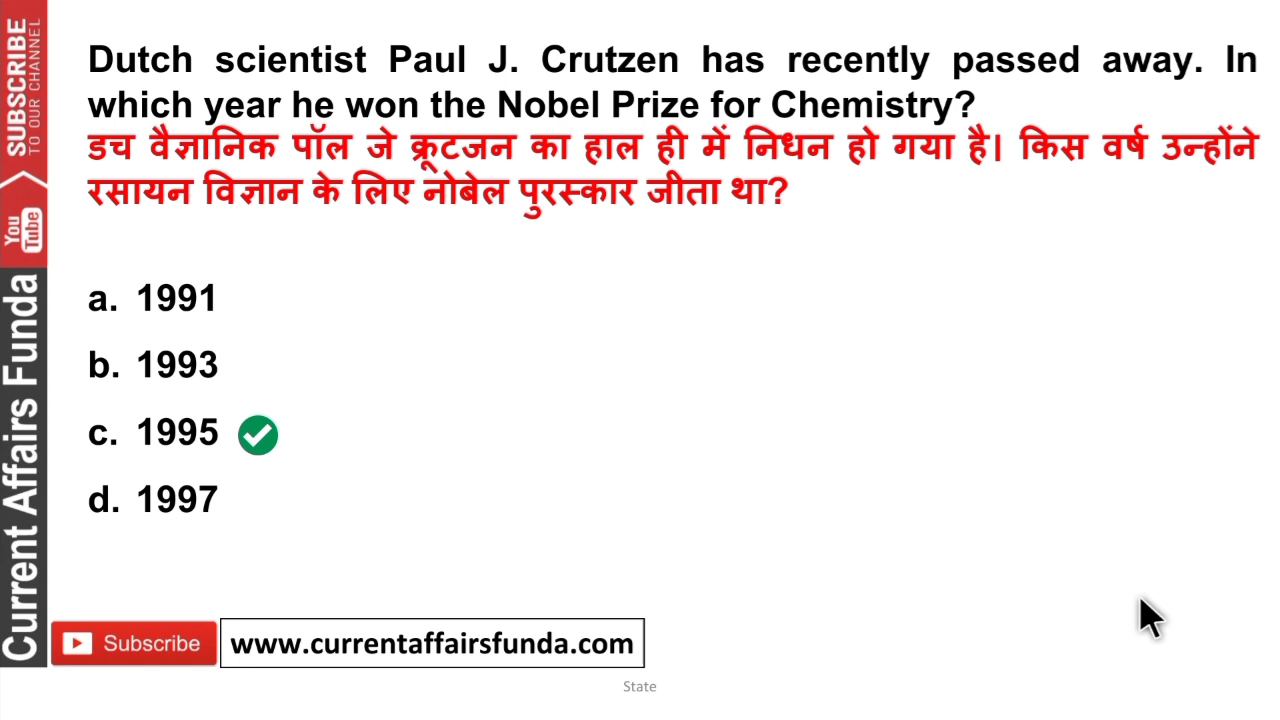 Dutch scientist Paul J. Crutzen has recently passed away. In
which year he won the Nobel Prize for Chemistry?
डच वैज्ञानिक पॉल जे क्रूटजन का हाल ही में निधन हो गया है। किस वर्ष उन्होंने
रसायन विज्ञान के लिए नोबेल पुरस्कार जीता था?
a. 1991
b. 1993
c. 1995
d. 1997
SUBSCRIBE
TO OUR CHANNEL
You
Tube
Current Affairs Funda
Subscribe
www.currentaffairsfunda.com
State